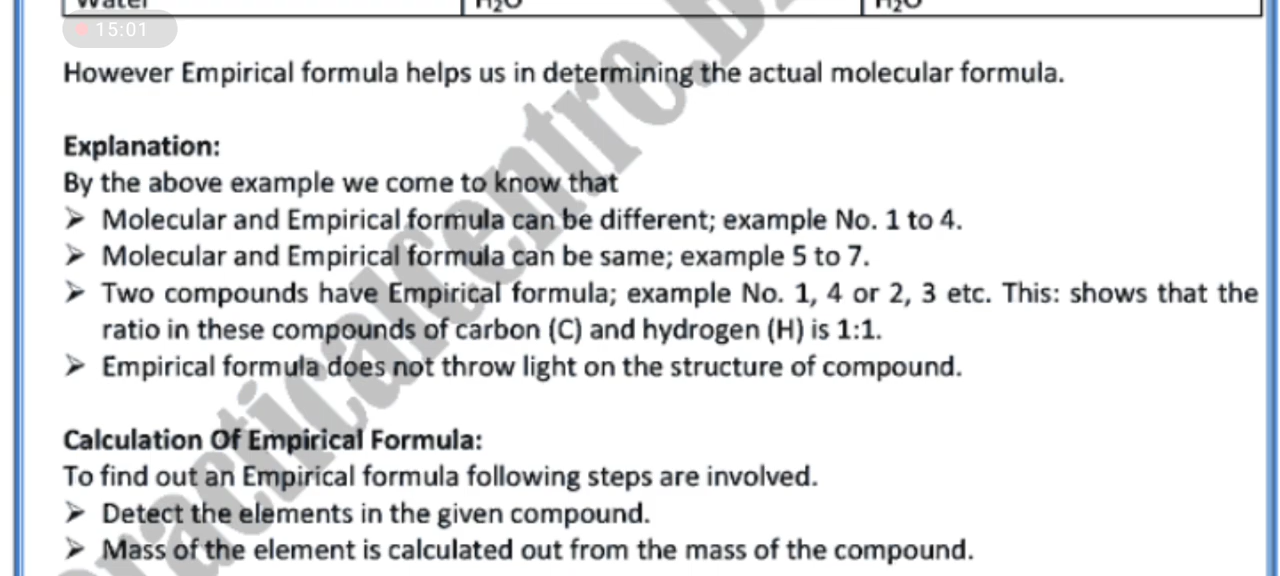 Water H₂O H₂O
15:01
However Empirical formula helps us in determining the actual molecular formula.
Explanation:
By the above example we come to know that
➤ Molecular and Empirical formula can be different; example No. 1 to 4.
➤ Molecular and Empirical formula can be same; example 5 to 7.
➤ Two compounds have Empirical formula; example No. 1, 4 or 2, 3 etc. This: shows that the
ratio in these compounds of carbon (C) and hydrogen (H) is 1:1.
➤ Empirical formula does not throw light on the structure of compound.
Calculation Of Empirical Formula:
To find out an Empirical formula following steps are involved.
➤ Detect the elements in the given compound.
➤ Mass of the element is calculated out from the mass of the compound.